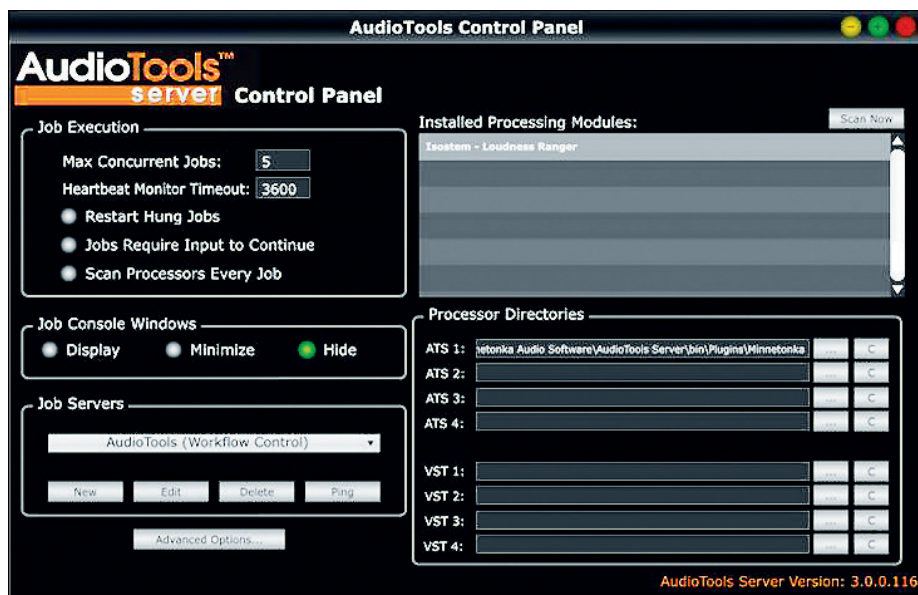 AudioTools Control Panel
AudioTools™
server Control Panel
Job Execution
Max Concurrent Jobs: 5
Heartbeat Monitor Timeout: 3600
Restart Hung Jobs
Jobs Require Input to Continue
Scan Processors Every Job
Job Console Windows
Display Minimize Hide
Job Servers
AudioTools (Workflow Control)
New Edit Delete Ping
Advanced Options...
Installed Processing Modules: Scan Now
Isostem - Loudness Ranger
Processor Directories
ATS 1: netonka Audio Software\AudioTools Server\bin\Plugins\Minnetonka ... C
ATS 2: ... C
ATS 3: ... C
ATS 4: ... C
VST 1: ... C
VST 2: ... C
VST 3: ... C
VST 4: ... C
AudioTools Server Version: 3.0.0.116